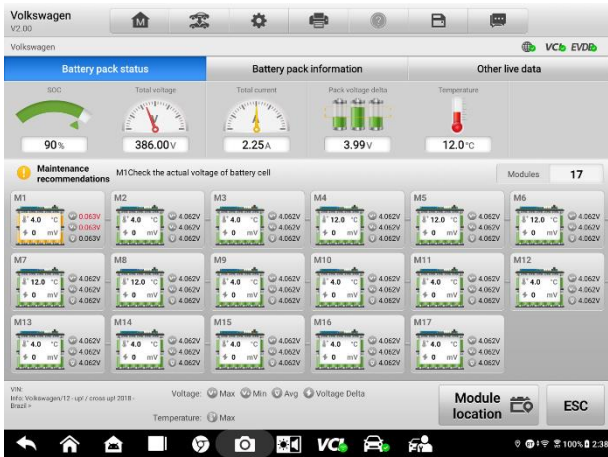 Volkswagen
V2.00
Volkswagen
VCI EVDB
Battery pack status
Battery pack information
Other live data
SOC
Total voltage
Total current
Pack voltage delta
Temperature
V
A
90%
386.00 V
2.25 A
3.99 V
12.0 °C
Maintenance
recommendations
M1Check the actual voltage of battery cell
Modules
17
M1
M2
M3
M4
M5
M6
4.0 °C 0.063V
0 mV 0.063V
0.063V
4.0 °C 4.062V
0 mV 4.062V
4.062V
4.0 °C 4.062V
0 mV 4.062V
4.062V
12.0 °C 4.062V
0 mV 4.062V
4.062V
12.0 °C 4.062V
0 mV 4.062V
4.062V
4.0 °C 4.062V
0 mV 4.062V
4.062V
M7
M8
M9
M10
M11
M12
12.0 °C 4.062V
0 mV 4.062V
4.062V
12.0 °C 4.062V
0 mV 4.062V
4.062V
4.0 °C 4.062V
0 mV 4.062V
4.062V
4.0 °C 4.062V
0 mV 4.062V
4.062V
4.0 °C 4.062V
0 mV 4.062V
4.062V
4.0 °C 4.062V
0 mV 4.062V
4.062V
M13
M14
M15
M16
M17
4.0 °C 4.062V
0 mV 4.062V
4.062V
4.0 °C 4.062V
0 mV 4.062V
4.062V
4.0 °C 4.062V
0 mV 4.062V
4.062V
4.0 °C 4.062V
0 mV 4.062V
4.062V
4.0 °C 4.062V
0 mV 4.062V
4.062V
VIN:
Info: Volkswagen/12 - up! / cross up! 2018 -
Brazil >
Voltage: Max Min Avg Voltage Delta
Temperature: Max
Module
location
ESC
VCI
100% 2:38